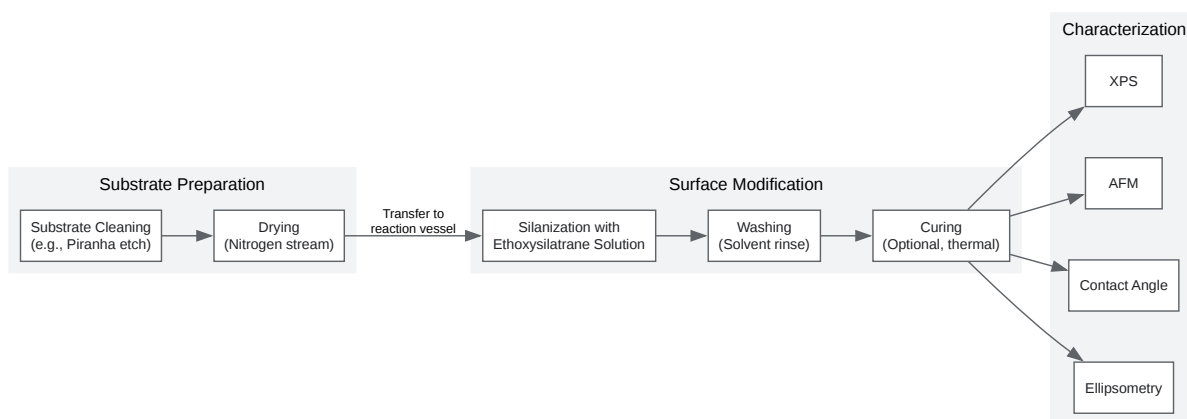 Substrate Preparation
Substrate Cleaning
(e.g., Piranha etch)
Drying
(Nitrogen stream)
Transfer to
reaction vessel
Surface Modification
Silanization with
Ethoxysilatrane Solution
Washing
(Solvent rinse)
Curing
(Optional, thermal)
Characterization
XPS
AFM
Contact Angle
Ellipsometry